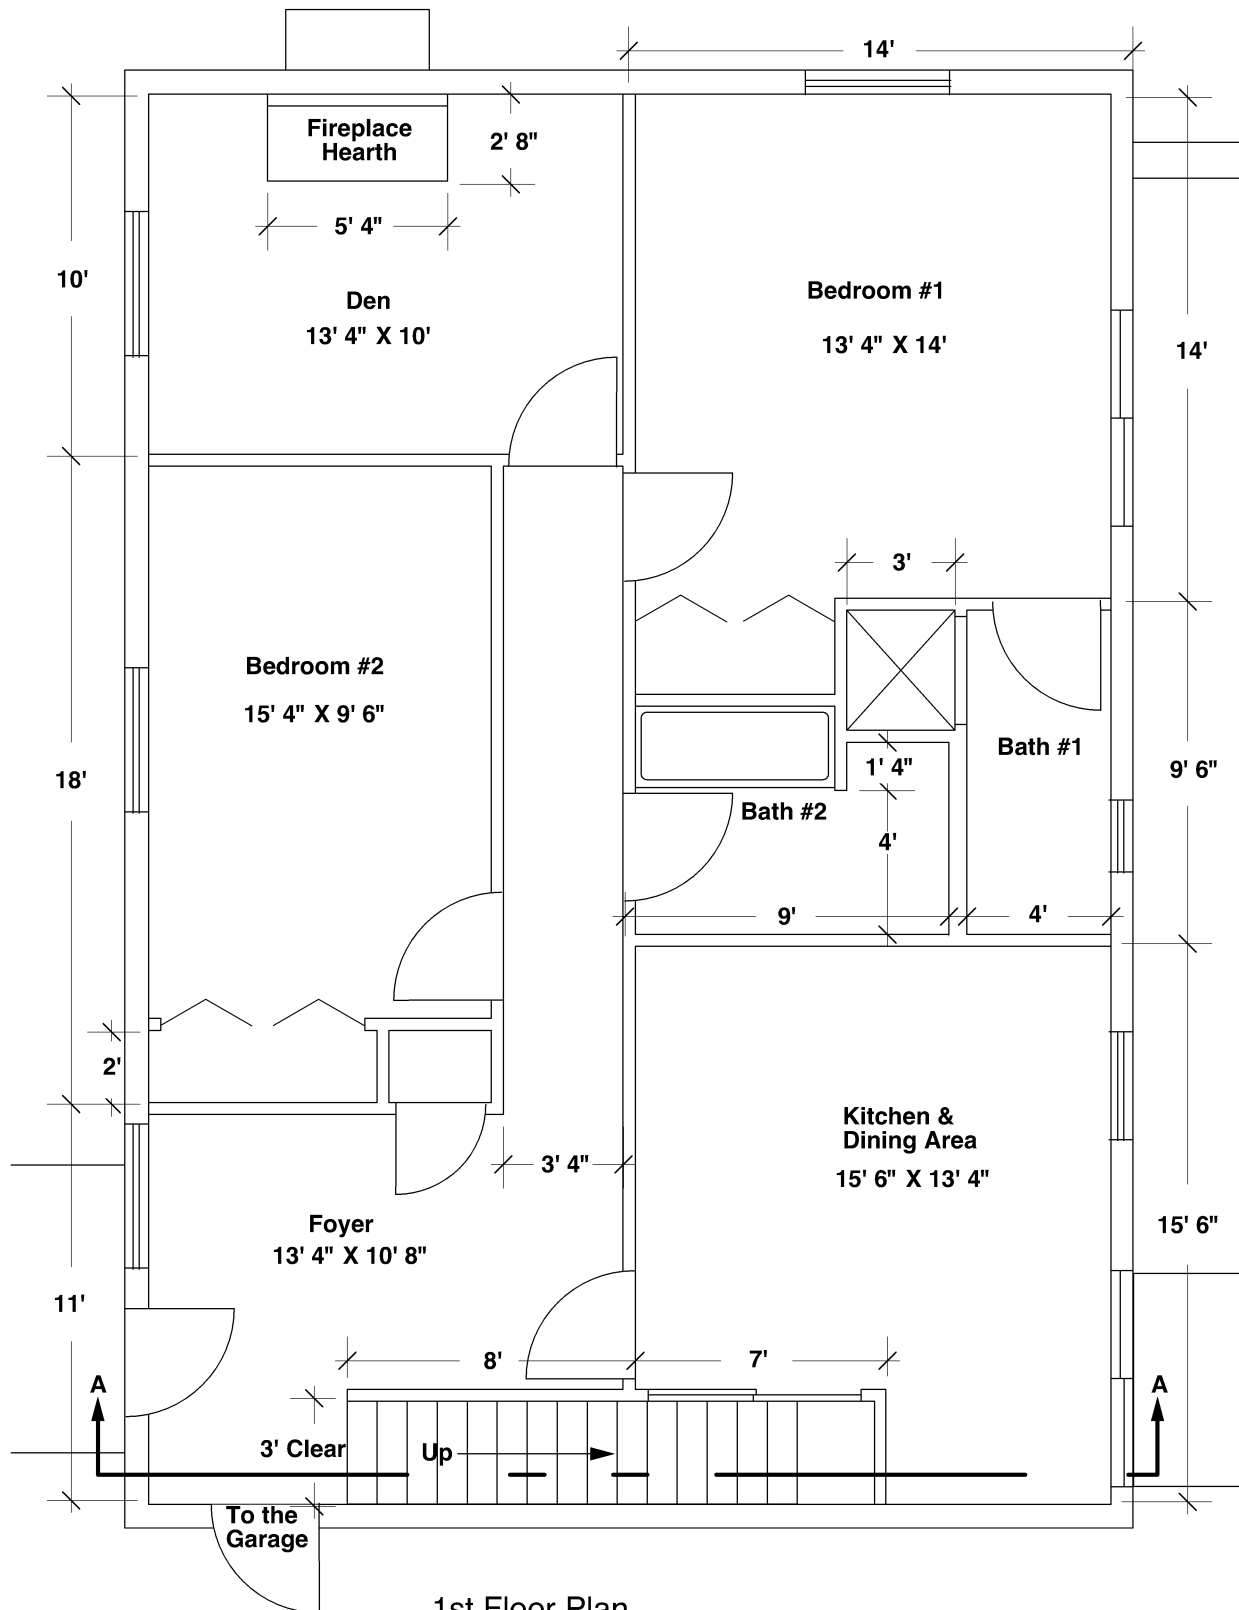 14'
Fireplace
Hearth
2' 8"
5' 4"
10'
Den
13' 4" X 10'
Bedroom #1
13' 4" X 14'
14'
3'
Bedroom #2
15' 4" X 9' 6"
18'
Bath #1
1' 4"
9' 6"
Bath #2
4'
9'
4'
2'
Kitchen &
Dining Area
15' 6" X 13' 4"
3' 4"
Foyer
13' 4" X 10' 8"
15' 6"
11'
8'
7'
A
A
3' Clear
Up
To the
Garage
1st Floor Plan